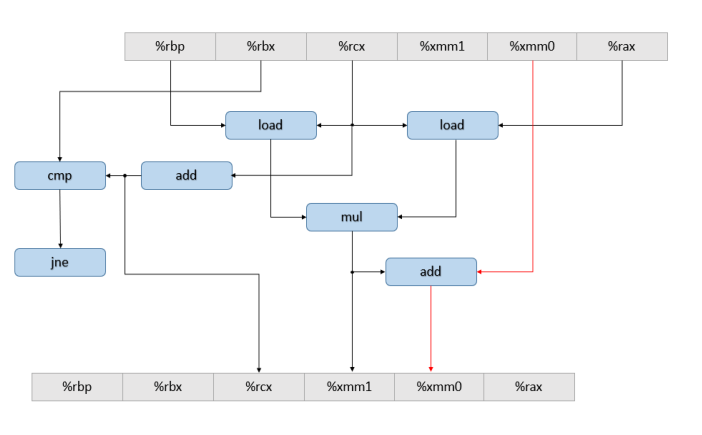 %rbp %rbx %rcx %xmm1 %xmm0 %rax
load load
cmp add
mul
jne add
%rbp %rbx %rcx %xmm1 %xmm0 %rax